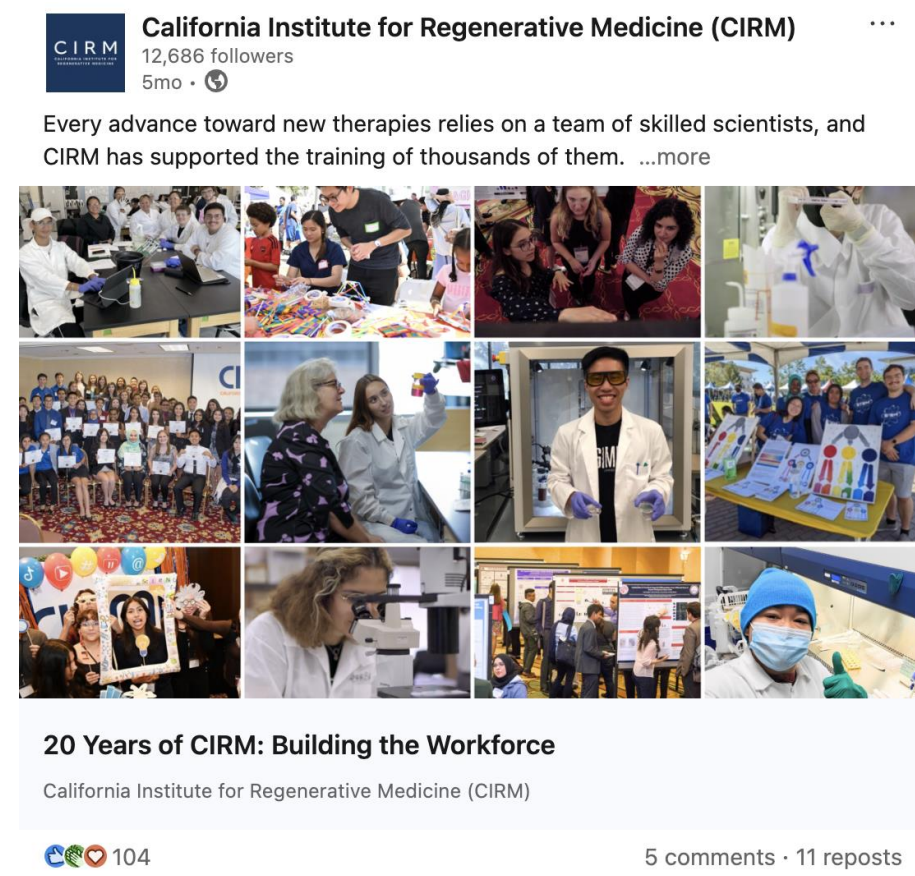 CIRM
CALIFORNIA INSTITUTE FOR
REGENERATIVE MEDICINE
California Institute for Regenerative Medicine (CIRM)
12,686 followers
5mo •
Every advance toward new therapies relies on a team of skilled scientists, and
CIRM has supported the training of thousands of them. ...more
CI
20 Years of CIRM: Building the Workforce
California Institute for Regenerative Medicine (CIRM)
104
5 comments · 11 reposts